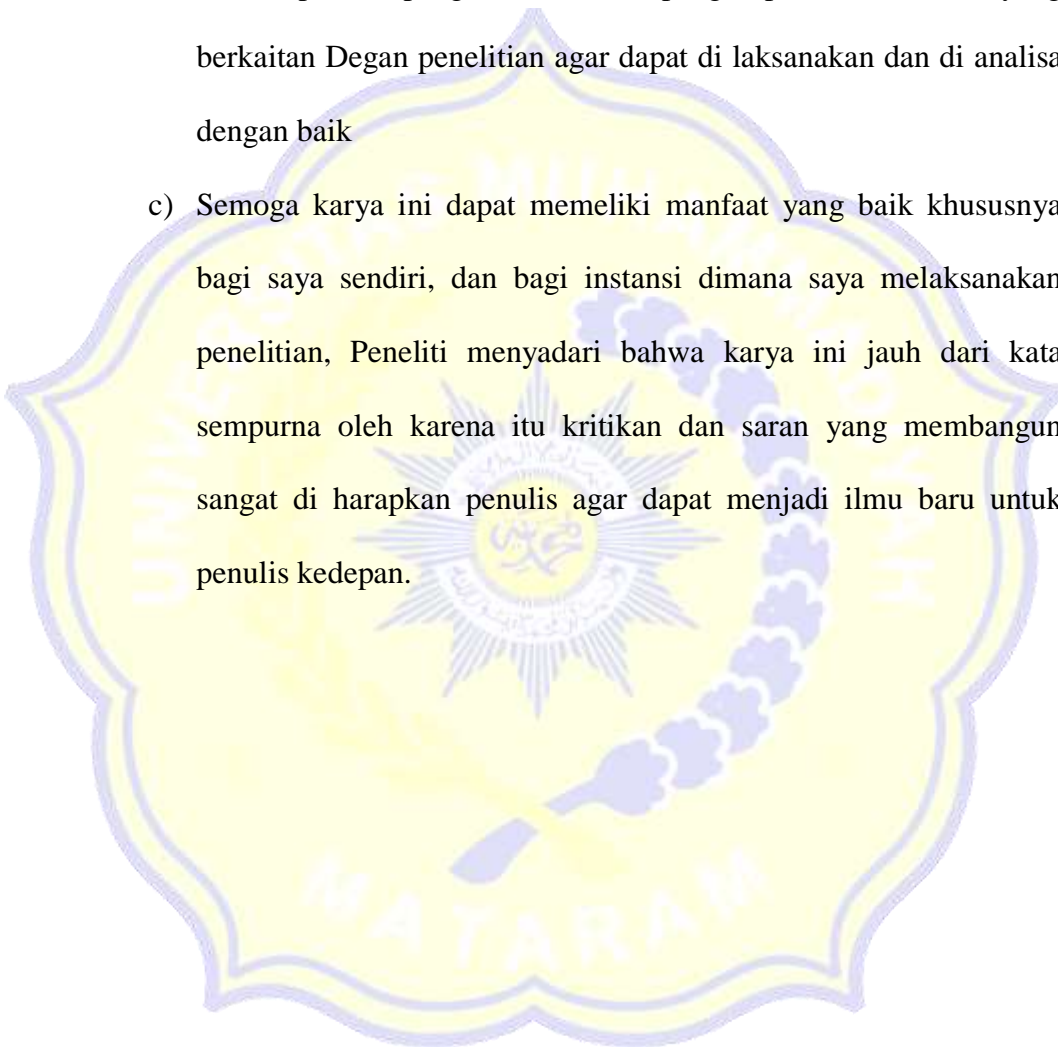 berkaitan Degan penelitian agar dapat di laksanakan dan di analisa
dengan baik
c) Semoga karya ini dapat memeliki manfaat yang baik khususnya
bagi saya sendiri, dan bagi instansi dimana saya melaksanakan
penelitian, Peneliti menyadari bahwa karya ini jauh dari kata
sempurna oleh karena itu kritikan dan saran yang membangun
sangat di harapkan penulis agar dapat menjadi ilmu baru untuk
penulis kedepan.
UNIVERSITAS MUHAMMADIYAH
MATARAM